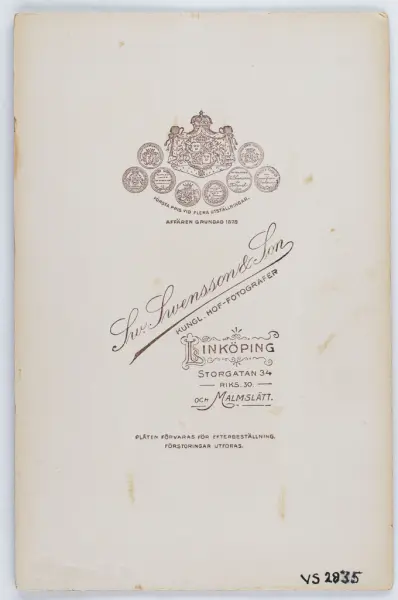 FÖRSTA PRIS VID FLERA UTSTÄLLNINGAR.
AFFÄREN GRUNDAD 1878
Sw. Swensson & Son
KUNGL. HOF-FOTOGRAFER
LINKÖPING
STORGATAN 34
RIKS. 30.
OCH MALMSLÄTT.
PLÅTEN FÖRVARAS FÖR EFTERBESTÄLLNING.
FÖRSTORINGAR UTFÖRAS.
VS 2835